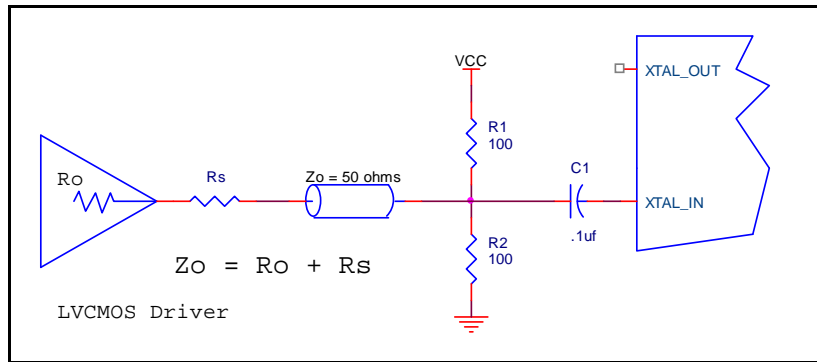 VCC
XTAL_OUT
R1
100
Ro
Rs
Zo = 50 ohms
C1
XTAL_IN
.1uf
R2
100
Zo = Ro + Rs
LVCMOS Driver